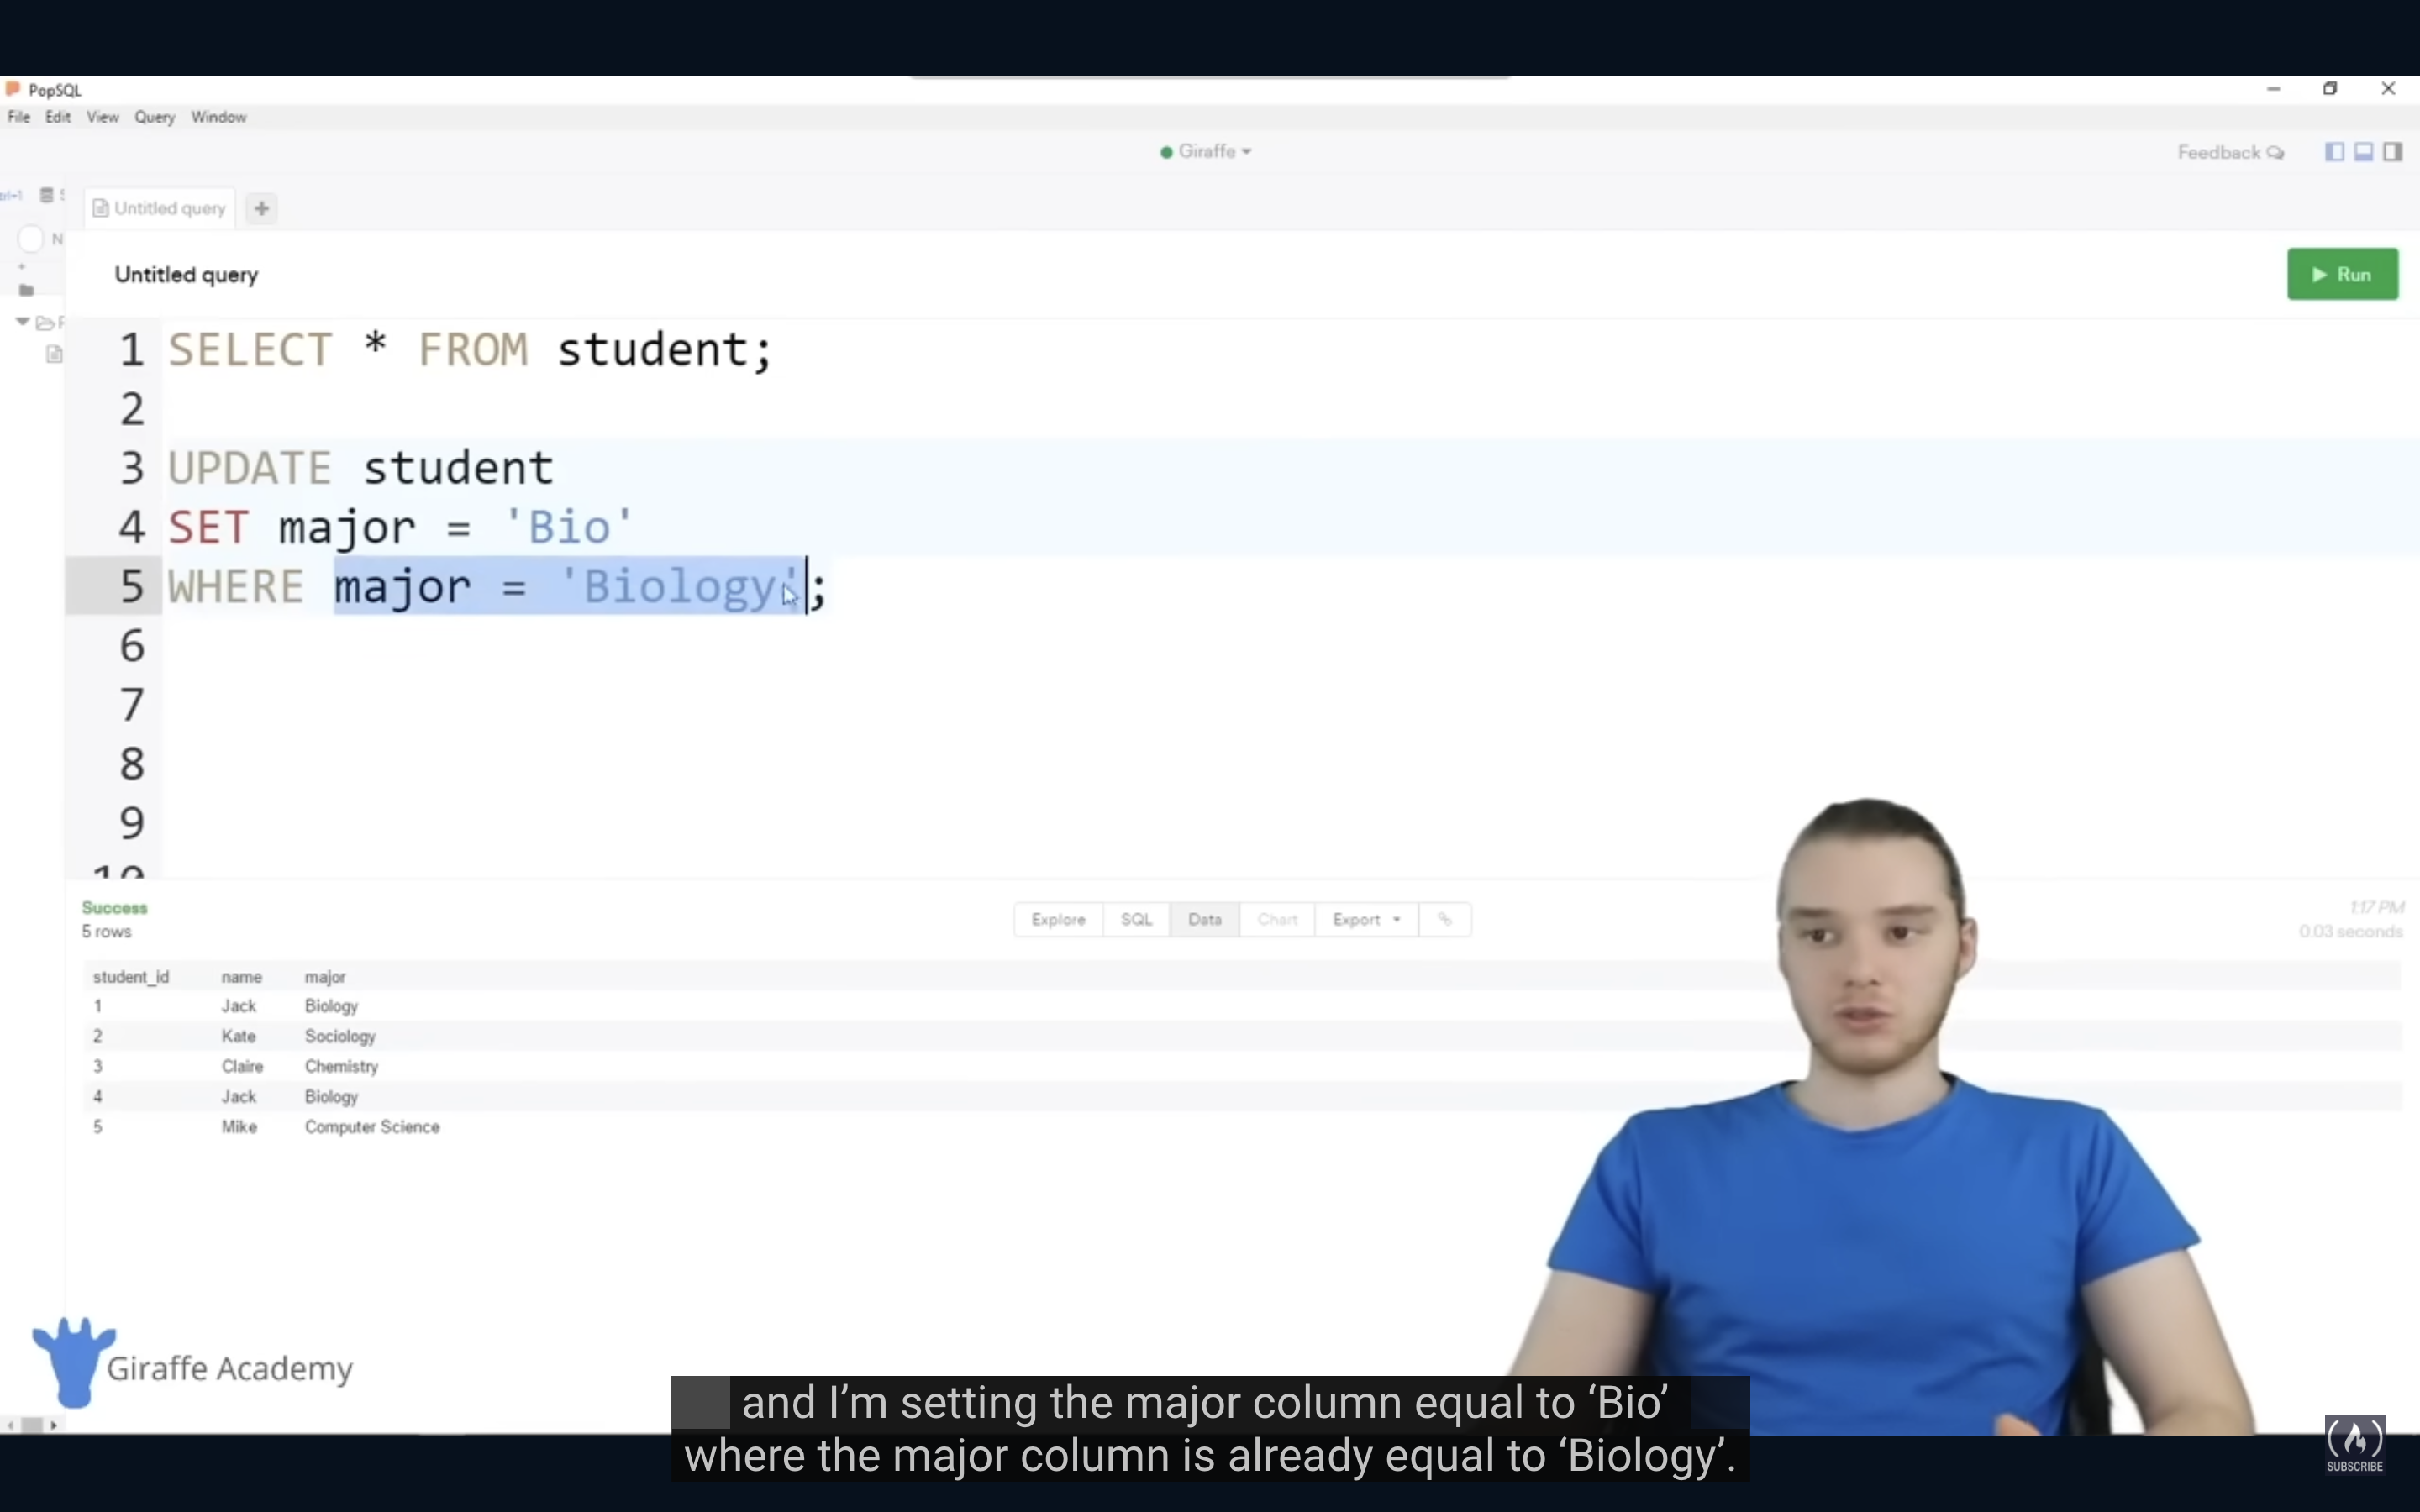 PopSQL
File Edit View Query Window
Giraffe
Feedback
Untitled query
Untitled query
Run
1 SELECT * FROM student;
2
3 UPDATE student
4 SET major = 'Bio'
5 WHERE major = 'Biology';
6
7
8
9
10
Success
5 rows
Explore SQL Data Chart Export
1:17 PM
0.03 seconds
student_id name major
1 Jack Biology
2 Kate Sociology
3 Claire Chemistry
4 Jack Biology
5 Mike Computer Science
Giraffe Academy
and I’m setting the major column equal to ‘Bio’
where the major column is already equal to ‘Biology’.
SUBSCRIBE